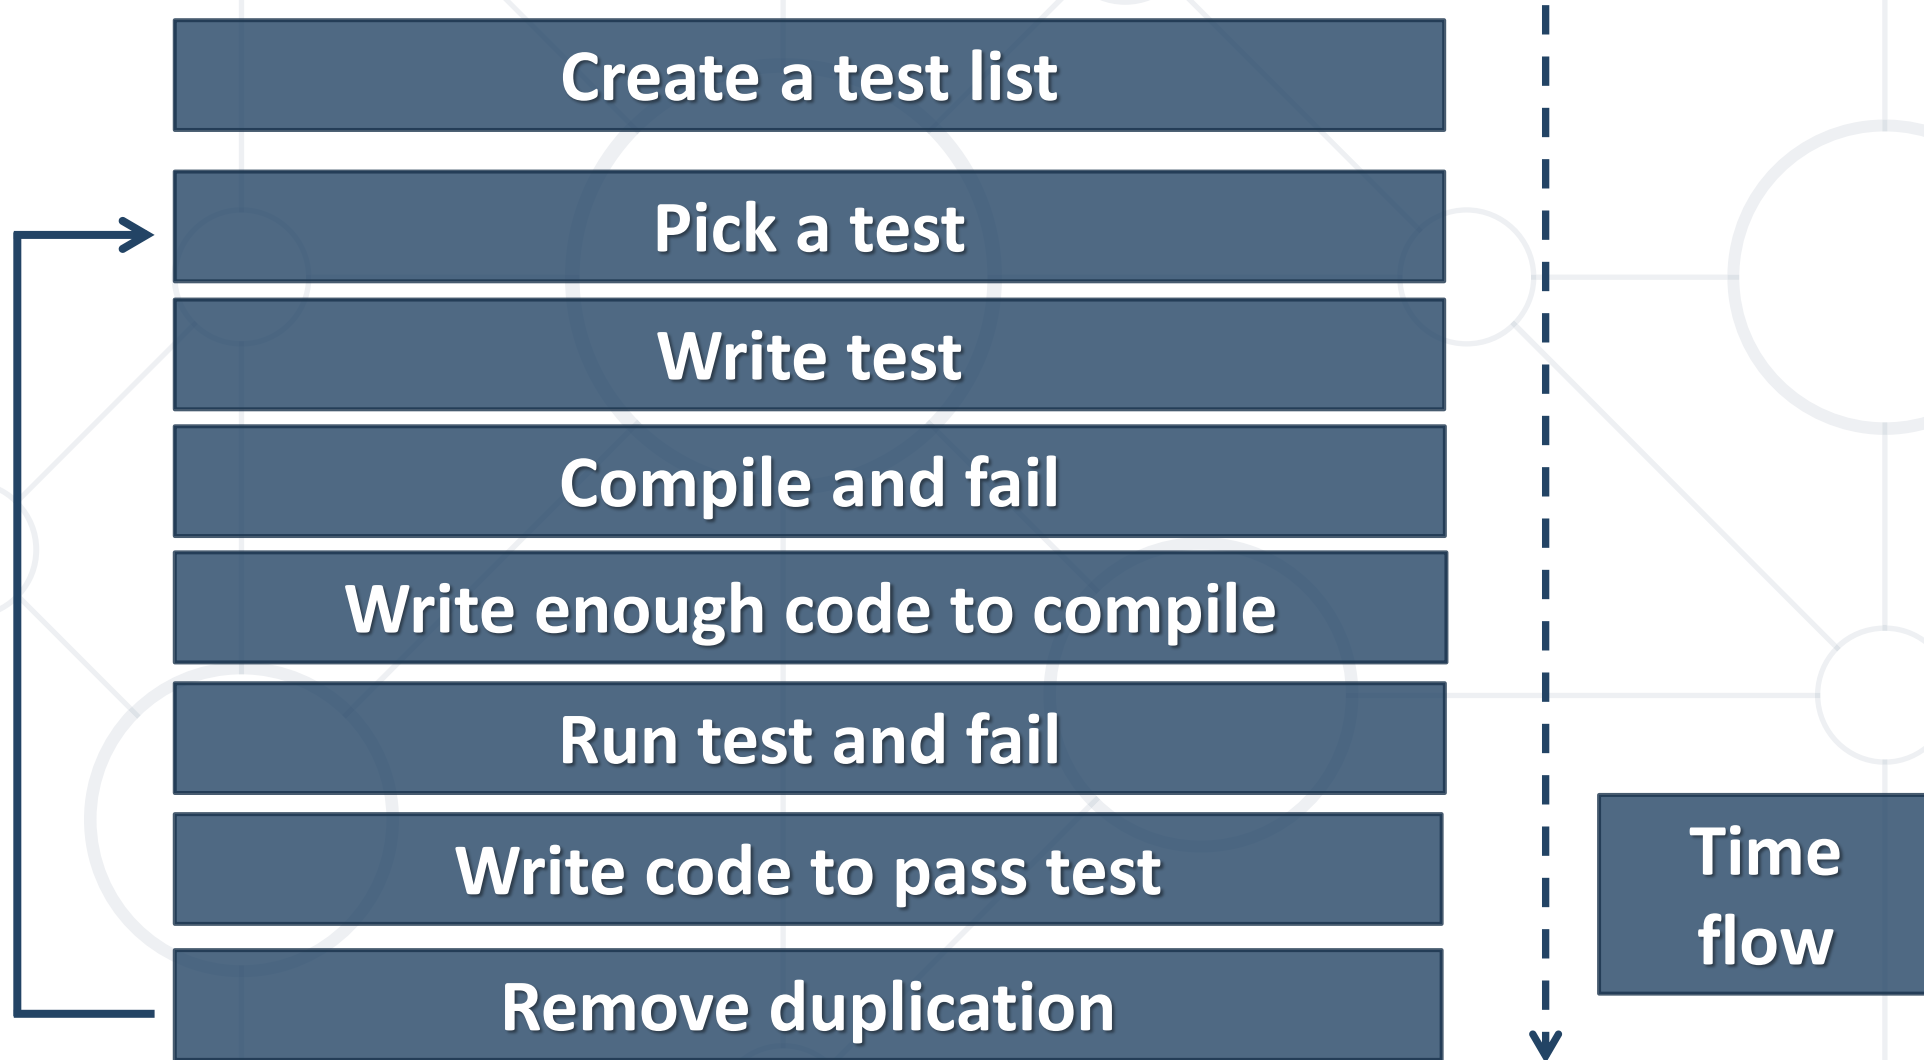 Create a test list
Pick a test
Write test
Compile and fail
Write enough code to compile
Run test and fail
Write code to pass test
Remove duplication
Time
flow